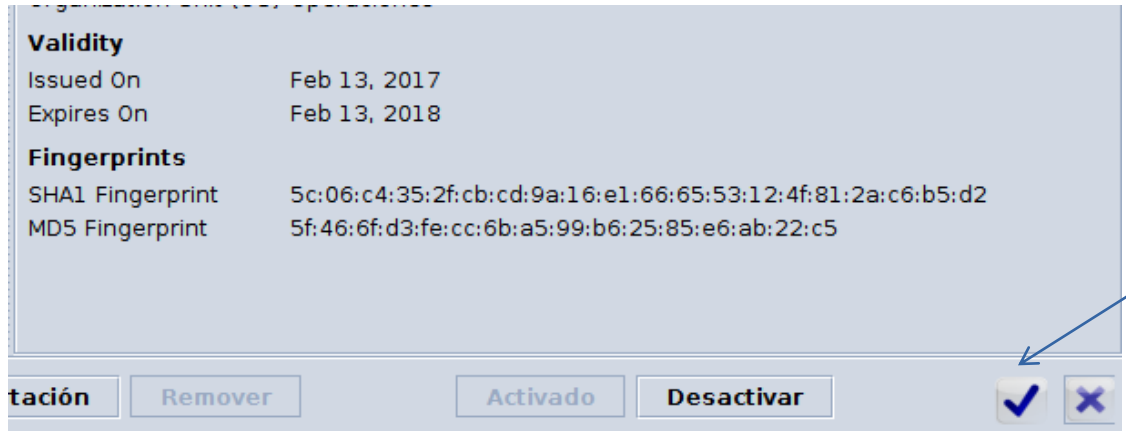 Validity
Issued On Feb 13, 2017
Expires On Feb 13, 2018
Fingerprints
SHA1 Fingerprint 5c:06:c4:35:2f:cb:cd:9a:16:e1:66:65:53:12:4f:81:2a:c6:b5:d2
MD5 Fingerprint 5f:46:6f:d3:fe:cc:6b:a5:99:b6:25:85:e6:ab:22:c5
tación Remover Activado Desactivar